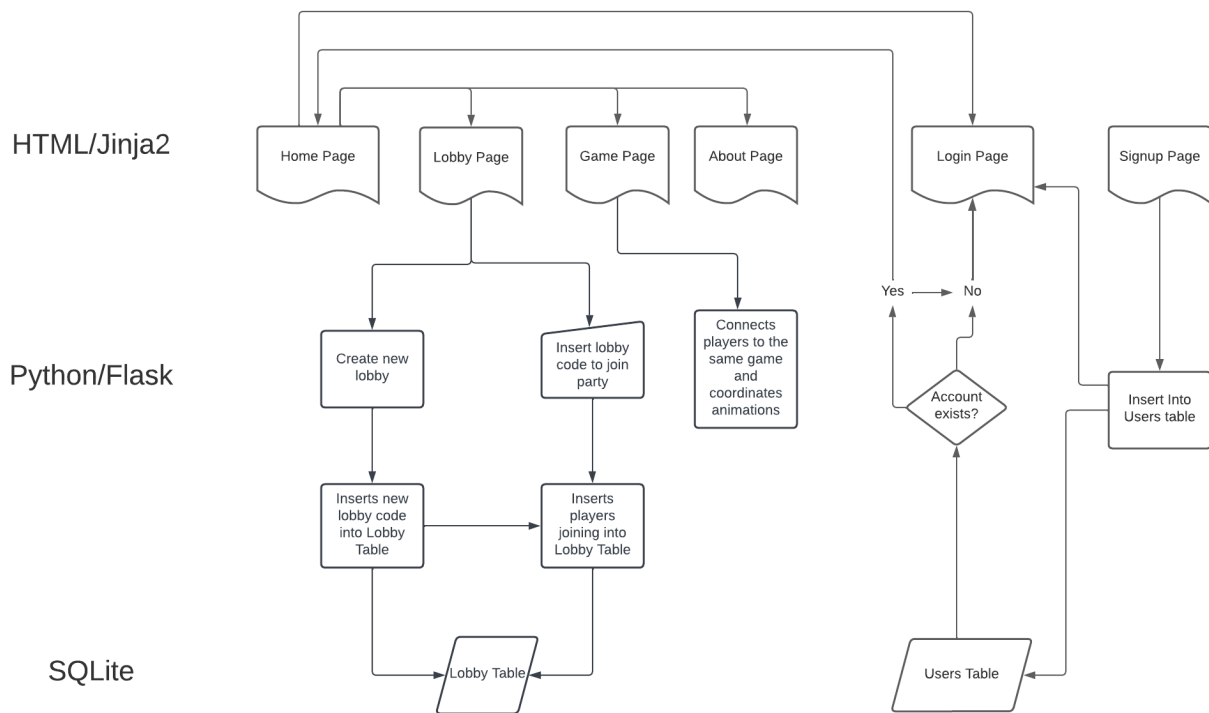 HTML/Jinja2
Home Page
Lobby Page
Game Page
About Page
Login Page
Signup Page
Yes
No
Python/Flask
Create new
lobby
Insert lobby
code to join
party
Connects
players to the
same game
and
coordinates
animations
Account
exists?
Insert Into
Users table
Inserts new
lobby code
into Lobby
Table
Inserts
players
joining into
Lobby Table
SQLite
Lobby Table
Users Table